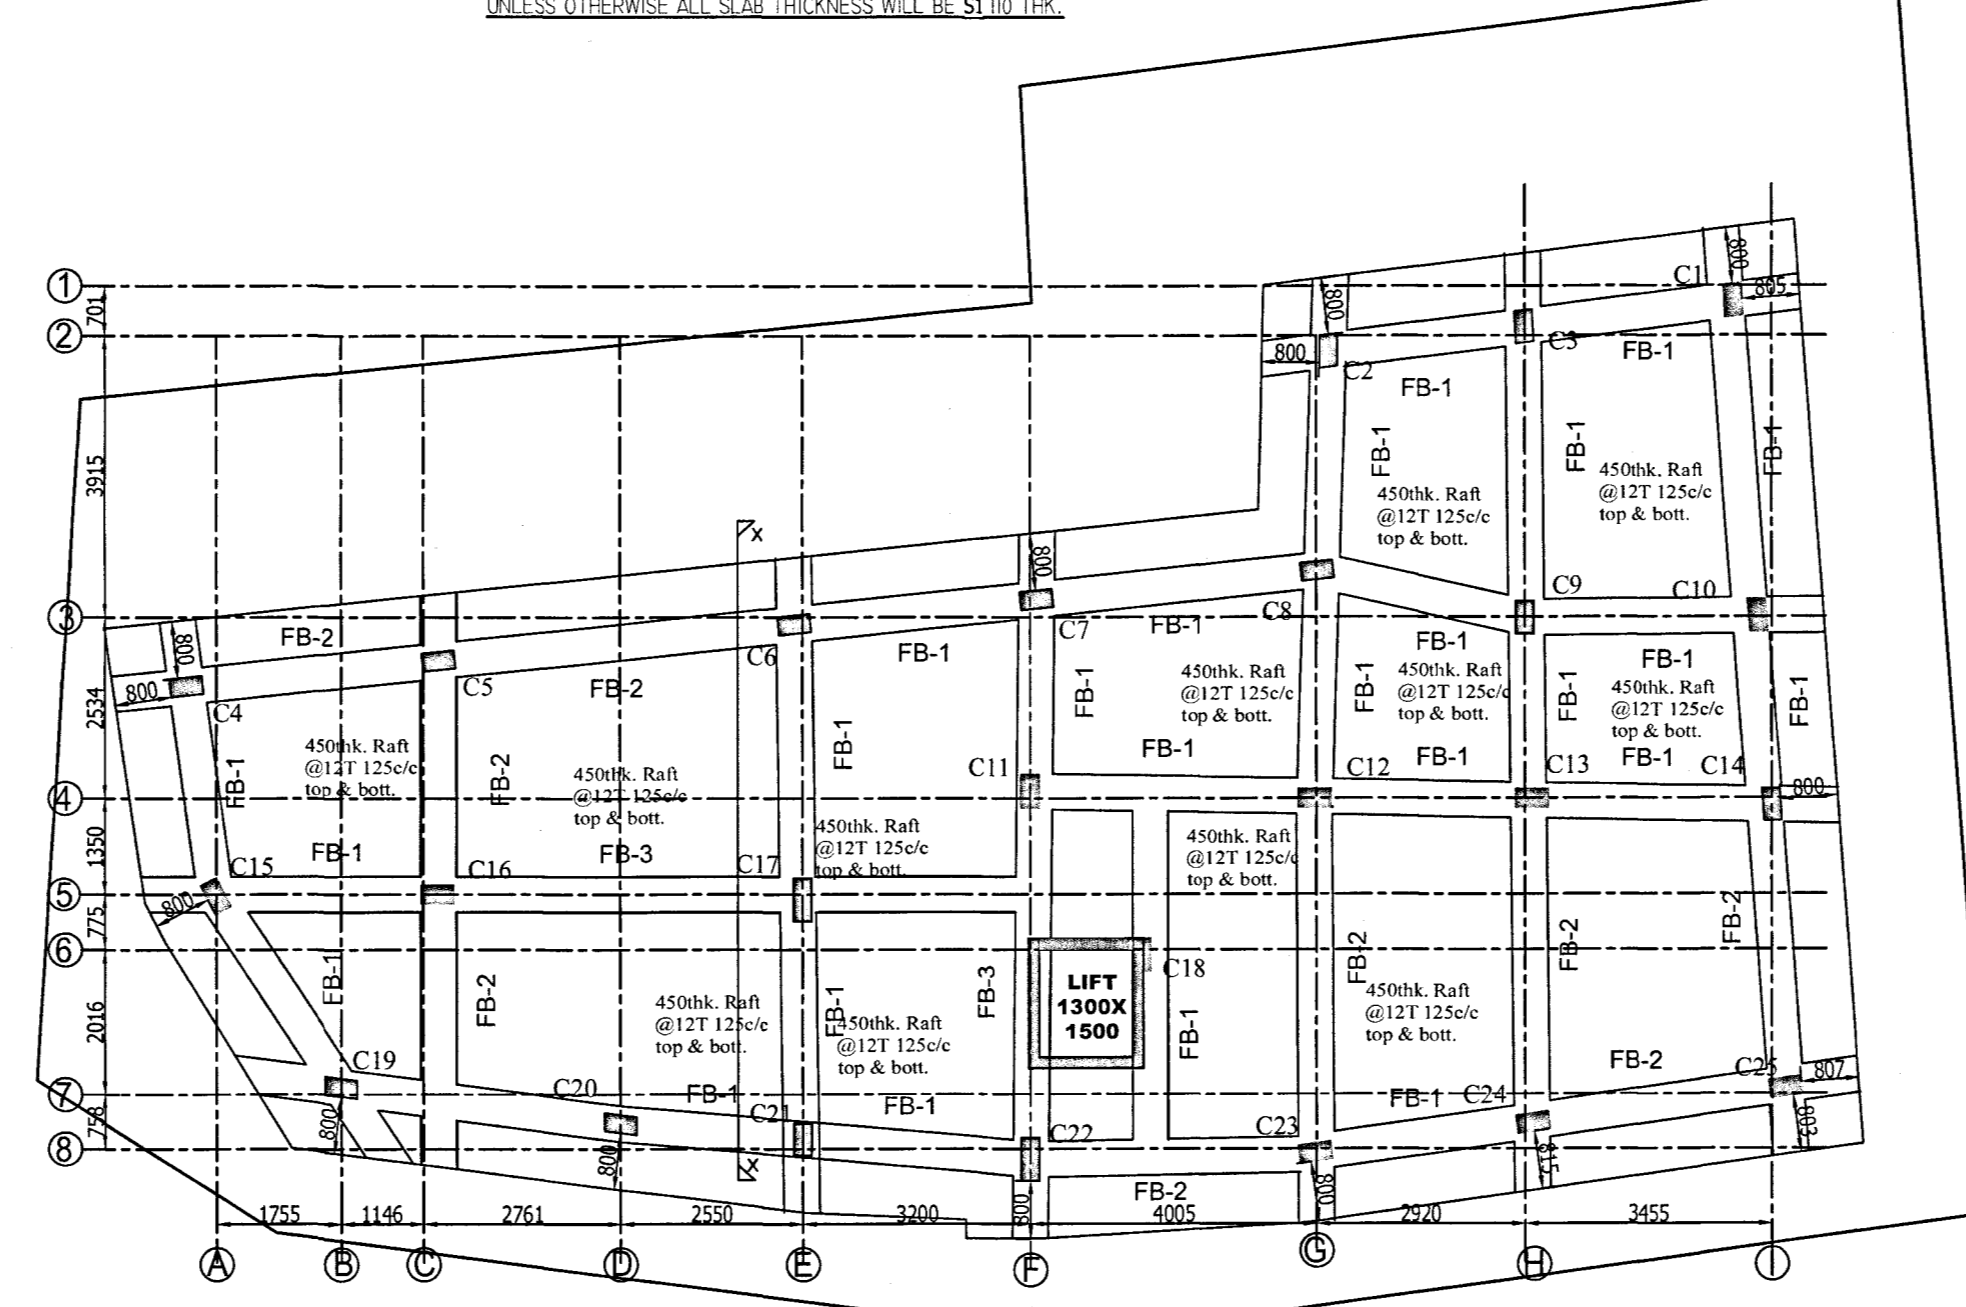 UNLESS OTHERWISE ALL SLAB THICKNESS WILL BE S1 110 THK.
1
701
2
3915
3
2534
4
1350
5
775
6
2016
7
758
8
C1
800
805
800
800
C2
C3
FB-1
FB-1
FB-1
FB-1
FB-1
450thk. Raft
@12T 125c/c
top & bott.
450thk. Raft
@12T 125c/c
top & bott.
x
800
C9
C10
C8
C7
FB-1
FB-2
800
800
C4
C5
C6
FB-1
FB-2
FB-1
FB-1
FB-1
FB-1
FB-1
FB-1
450thk. Raft
@12T 125c/c
top & bott.
450thk. Raft
@12T 125c/c
top & bott.
450thk. Raft
@12T 125c/c
top & bott.
FB-1
FB-1
FB-1
C11
C12
C13
C14
800
FB-1
FB-2
FB-1
450thk. Raft
@12T 125c/c
top & bott.
450thk. Raft
@12T 125c/c
top & bott.
450thk. Raft
@12T 125c/c
top & bott.
450thk. Raft
@12T 125c/c
top & bott.
FB-1
FB-3
C15
C16
C17
800
FB-1
FB-2
FB-1
FB-3
LIFT
1300X
1500
C18
FB-1
FB-2
FB-2
FB-2
450thk. Raft
@12T 125c/c
top & bott.
450thk. Raft
@12T 125c/c
top & bott.
450thk. Raft
@12T 125c/c
top & bott.
C19
C20
FB-1
C21
FB-1
C22
C23
FB-1
C24
FB-2
C25
807
803
800
800
x
800
FB-2
800
815
1755
1146
2761
2550
3200
4005
2920
3455
A
B
C
D
E
F
G
H
I